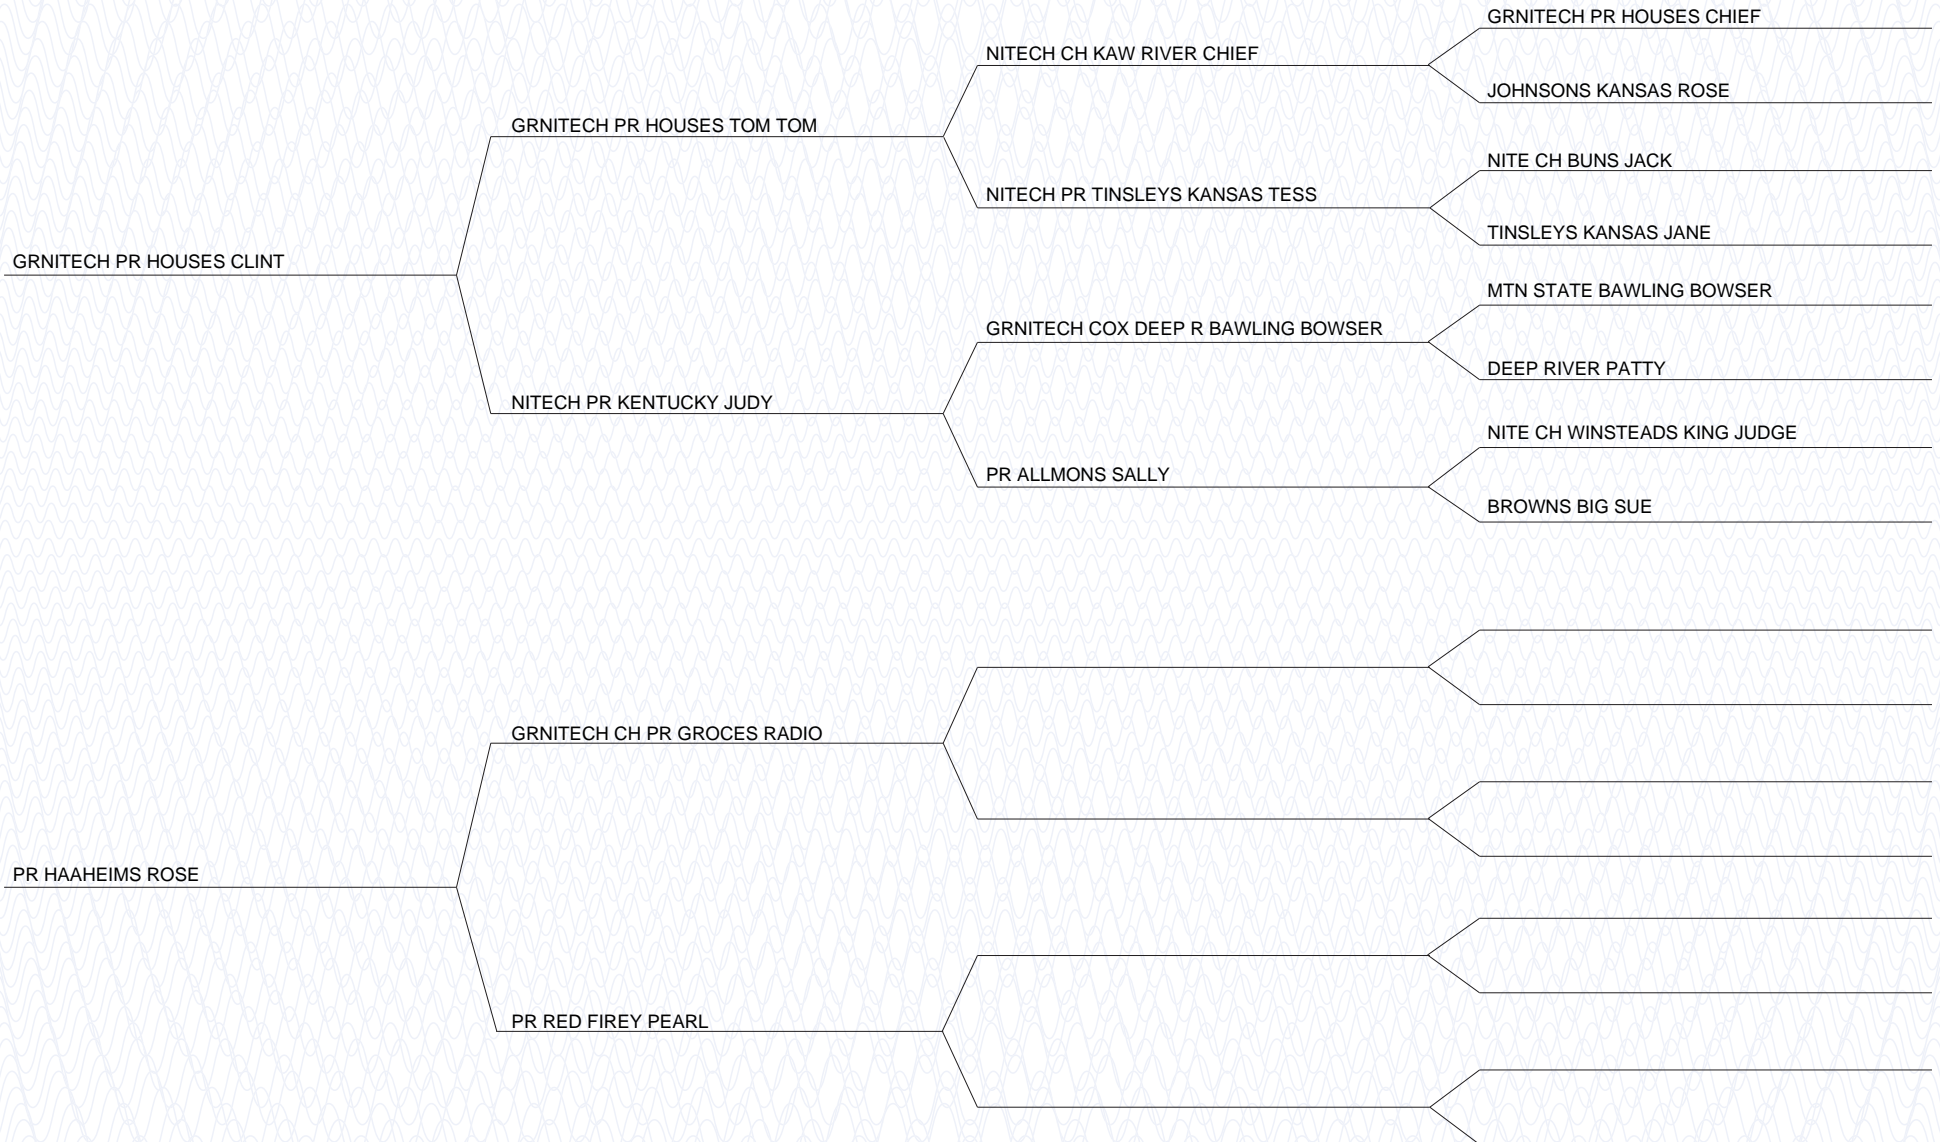 GRNITECH PR HOUSES CHIEF
NITECH CH KAW RIVER CHIEF
JOHNSONS KANSAS ROSE
GRNITECH PR HOUSES TOM TOM
NITE CH BUNS JACK
NITECH PR TINSLEYS KANSAS TESS
TINSLEYS KANSAS JANE
GRNITECH PR HOUSES CLINT
MTN STATE BAWLING BOWSER
GRNITECH COX DEEP R BAWLING BOWSER
DEEP RIVER PATTY
NITECH PR KENTUCKY JUDY
NITE CH WINSTEADS KING JUDGE
PR ALLMONS SALLY
BROWNS BIG SUE
GRNITECH CH PR GROCES RADIO
PR HAAHEIMS ROSE
PR RED FIREY PEARL